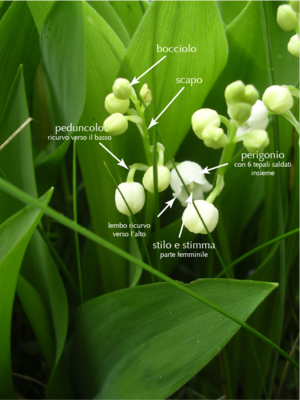 bocciolo
scapo
peduncolo
ricurvo verso il basso
perigonio
con 6 tepali saldati
insieme
lembo ricurvo
verso l'alto
stilo e stimma
parte femminile